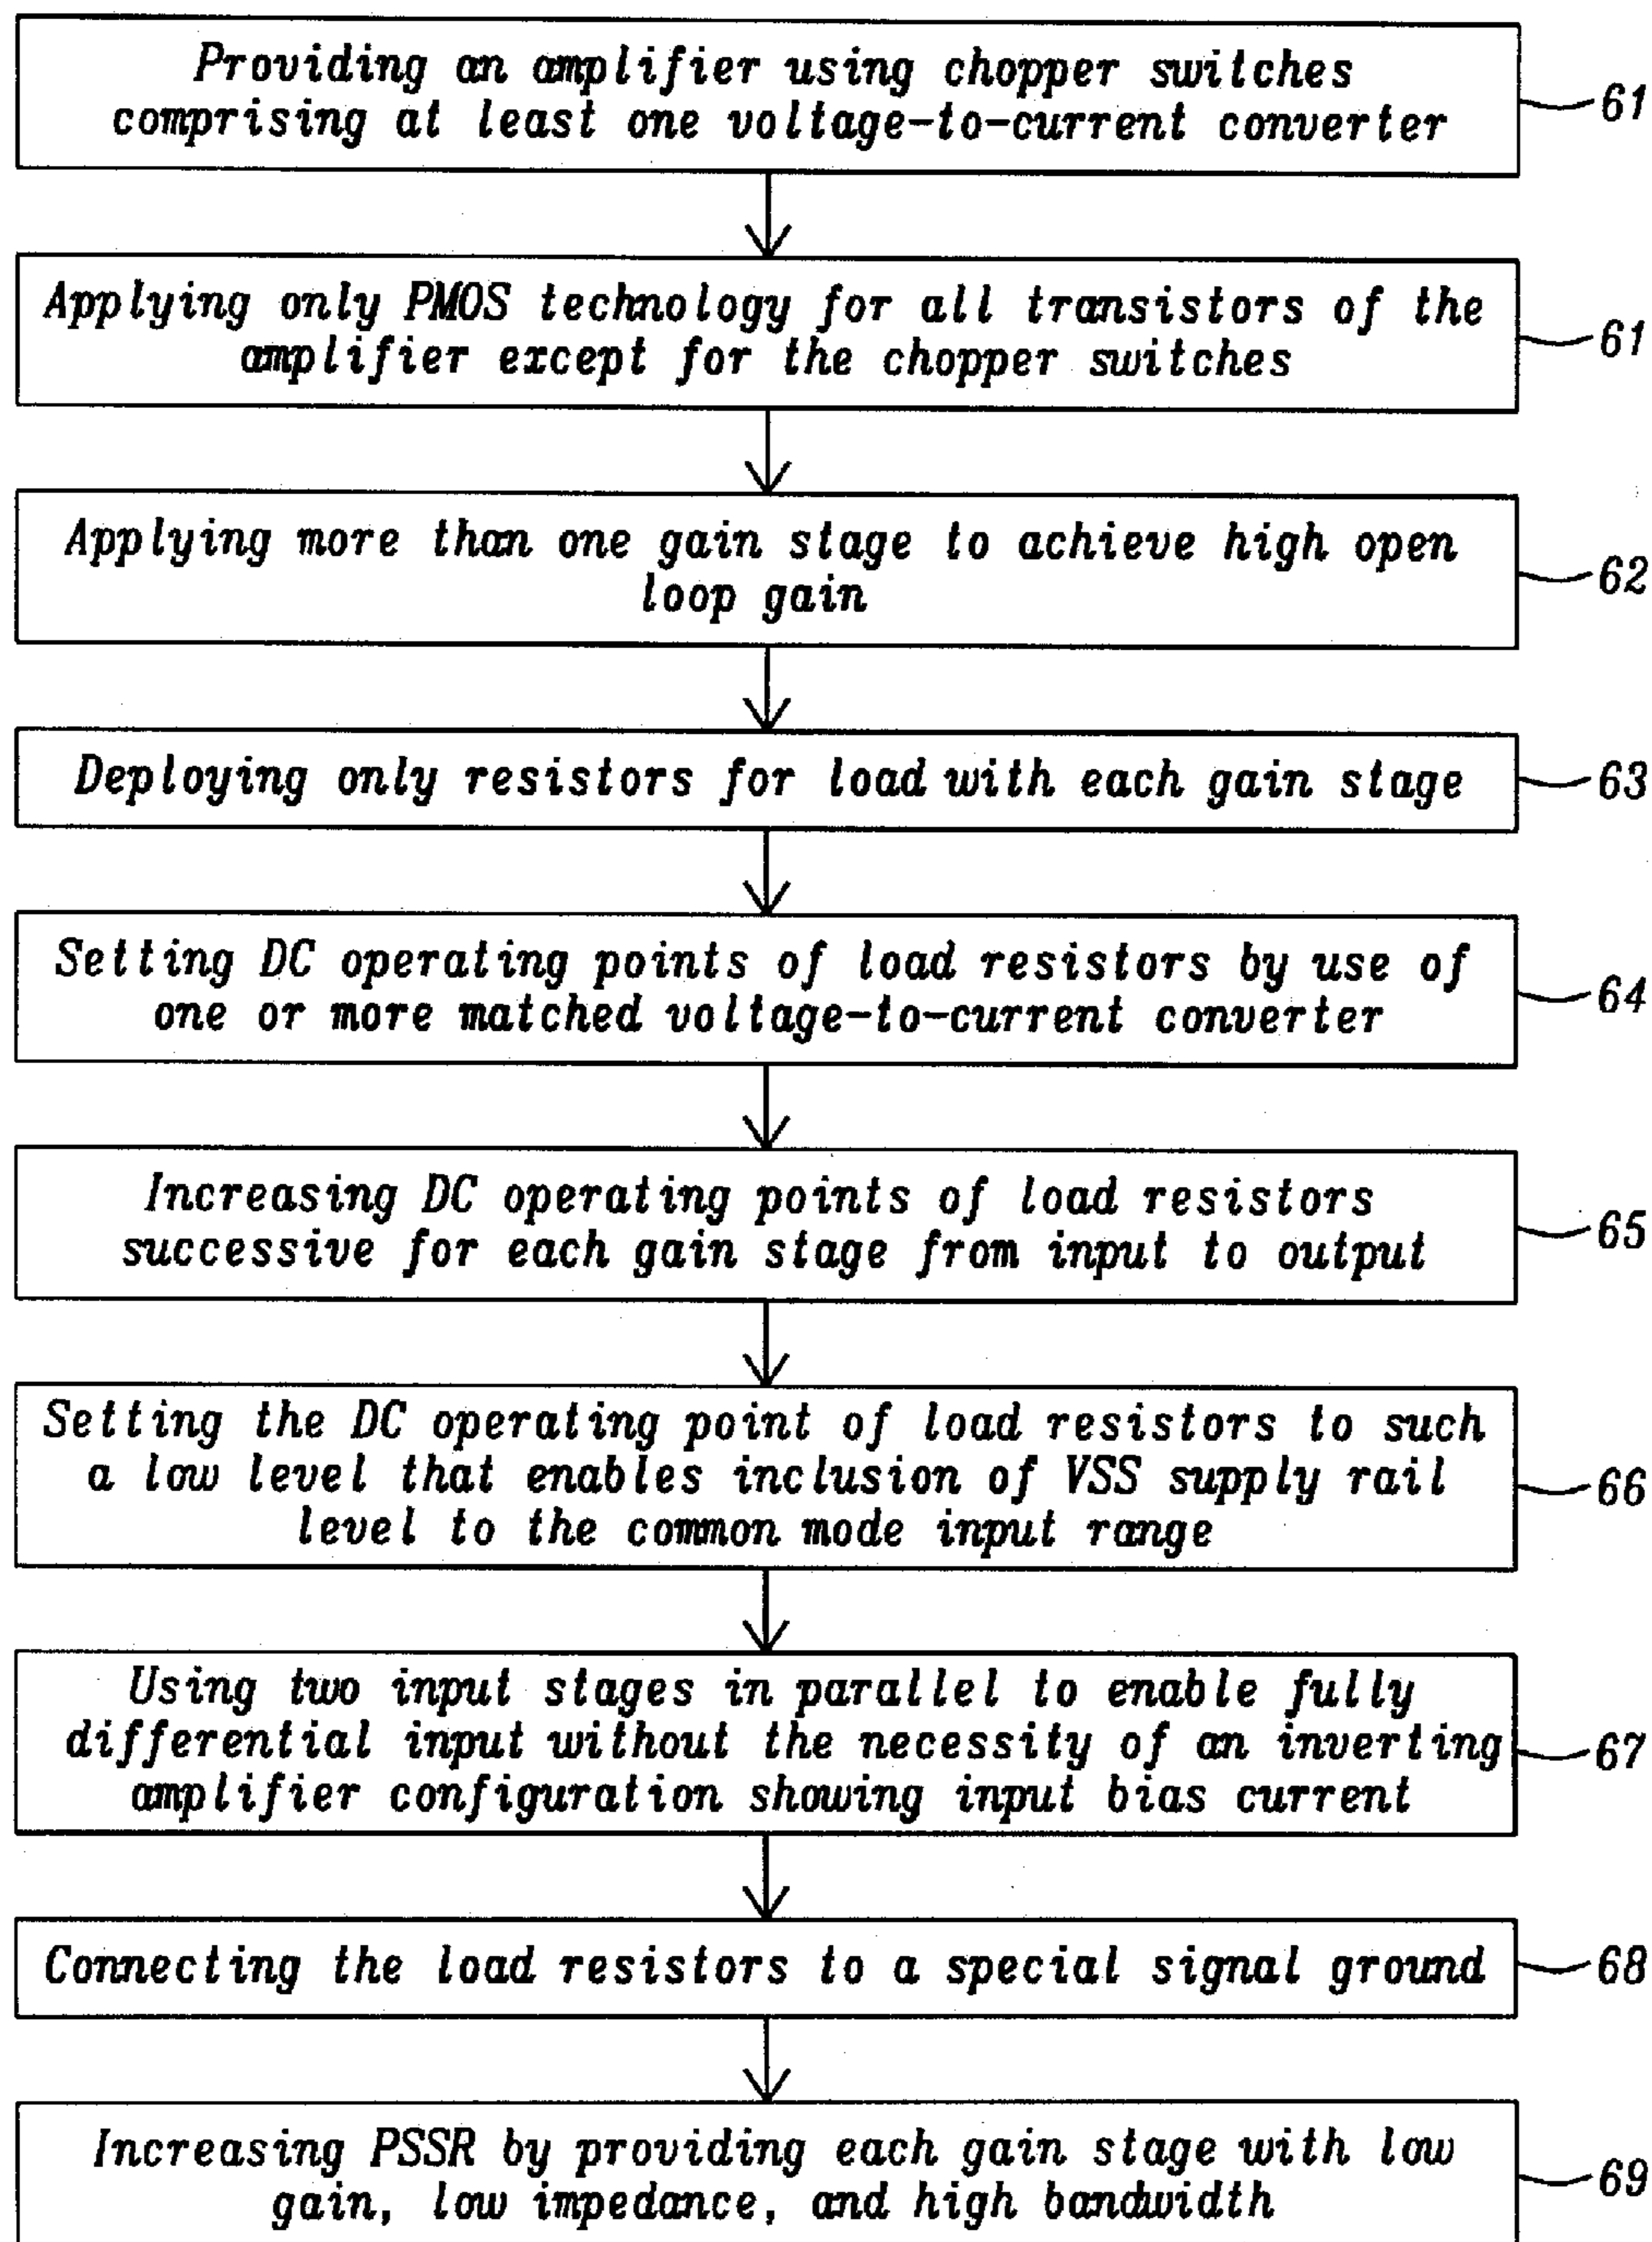 Providing an amplifier using chopper switches
comprising at least one voltage-to-current converter
61
Applying only PMOS technology for all transistors of the
amplifier except for the chopper switches
61
Applying more than one gain stage to achieve high open
loop gain
62
Deploying only resistors for load with each gain stage
63
Setting DC operating points of load resistors by use of
one or more matched voltage-to-current converter
64
Increasing DC operating points of load resistors
successive for each gain stage from input to output
65
Setting the DC operating point of load resistors to such
a low level that enables inclusion of VSS supply rail
level to the common mode input range
66
Using two input stages in parallel to enable fully
differential input without the necessity of an inverting
amplifier configuration showing input bias current
67
Connecting the load resistors to a special signal ground
68
Increasing PSSR by providing each gain stage with low
gain, low impedance, and high bandwidth
69